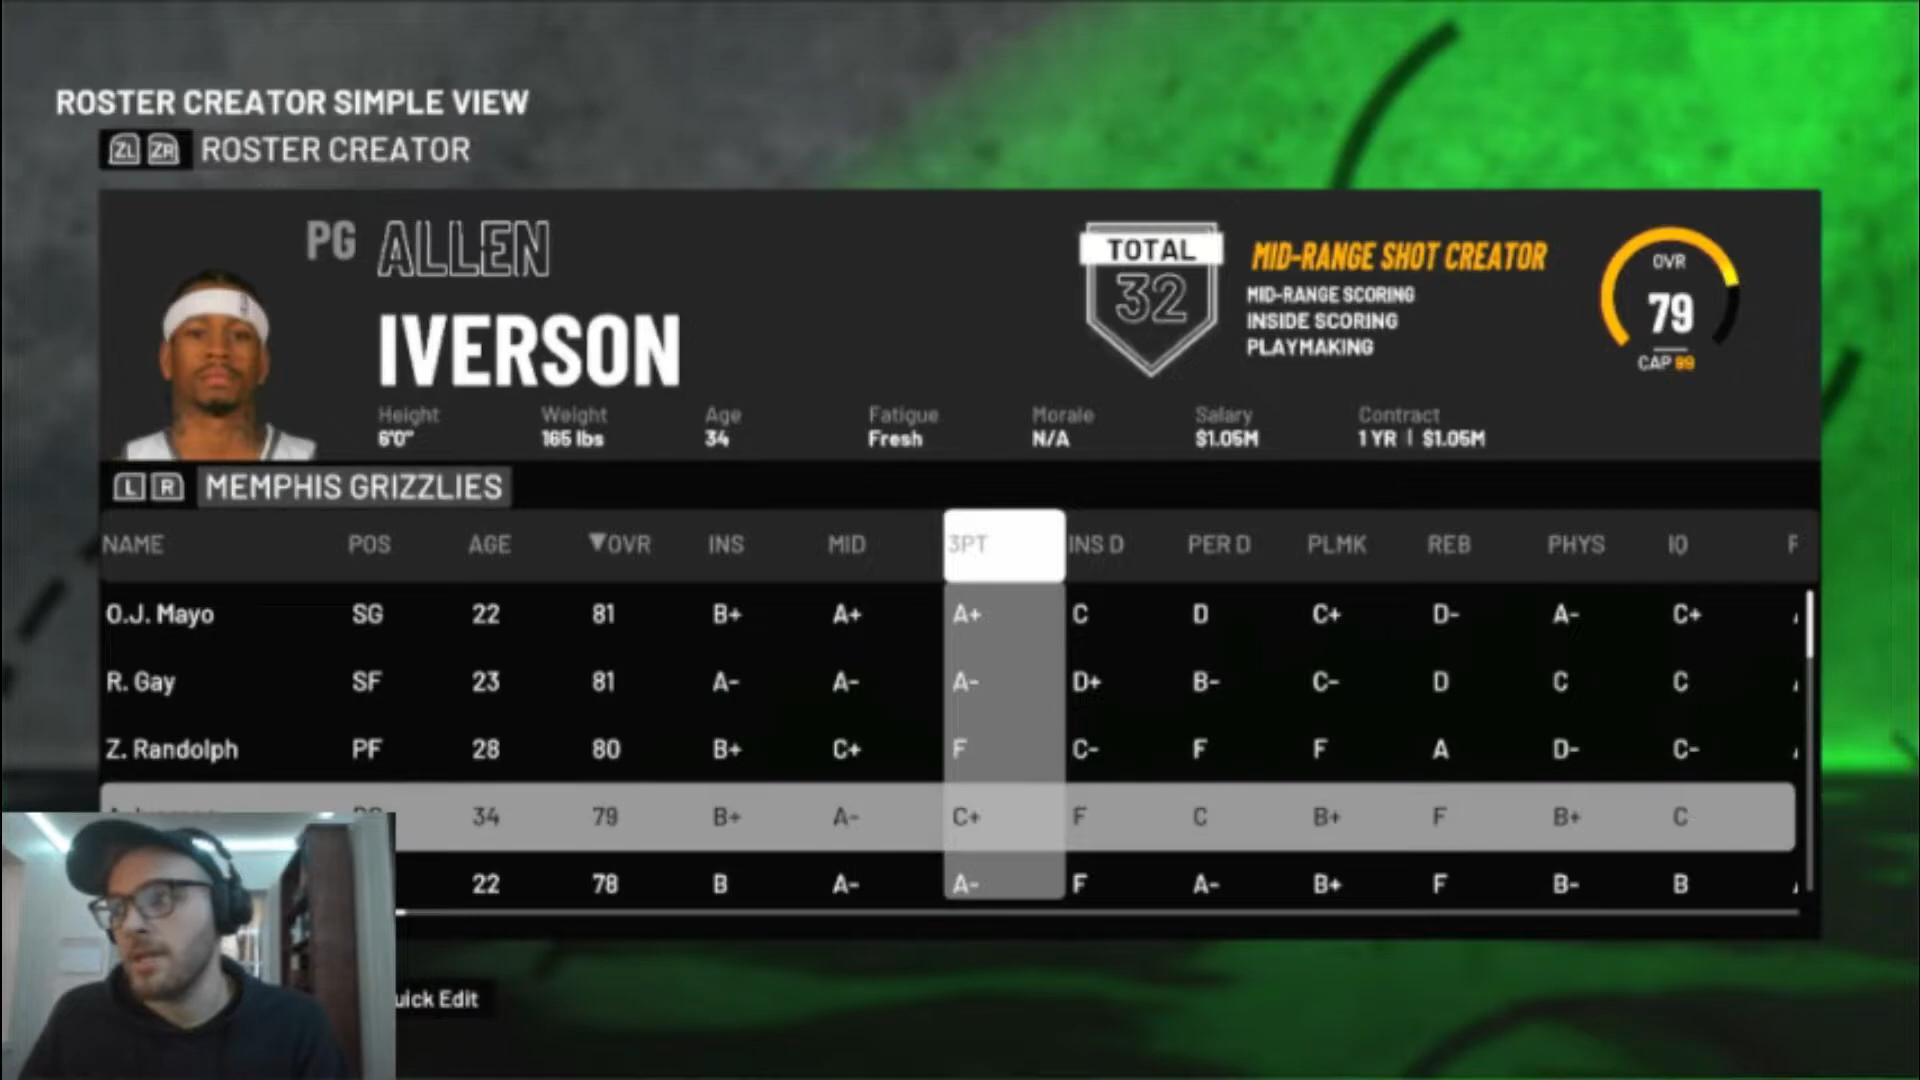 ROSTER CREATOR SIMPLE VIEW
ZL ZR ROSTER CREATOR
PG ALLEN
IVERSON
TOTAL
32
MID-RANGE SHOT CREATOR
MID-RANGE SCORING
INSIDE SCORING
PLAYMAKING
OVR
79
CAP 99
Height Weight Age Fatigue Morale Salary Contract
6'0" 165 lbs 34 Fresh N/A $1.05M 1 YR | $1.05M
L R MEMPHIS GRIZZLIES
NAME POS AGE ▼OVR INS MID 3PT INS D PER D PLMK REB PHYS IQ
O.J. Mayo SG 22 81 B+ A+ A+ C D C+ D- A- C+
R. Gay SF 23 81 A- A- A- D+ B- C- D C C
Z. Randolph PF 28 80 B+ C+ F C- F F A D- C-
34 79 B+ A- C+ F C B+ F B+ C
22 78 B A- A- F A- B+ F B- B
uick Edit